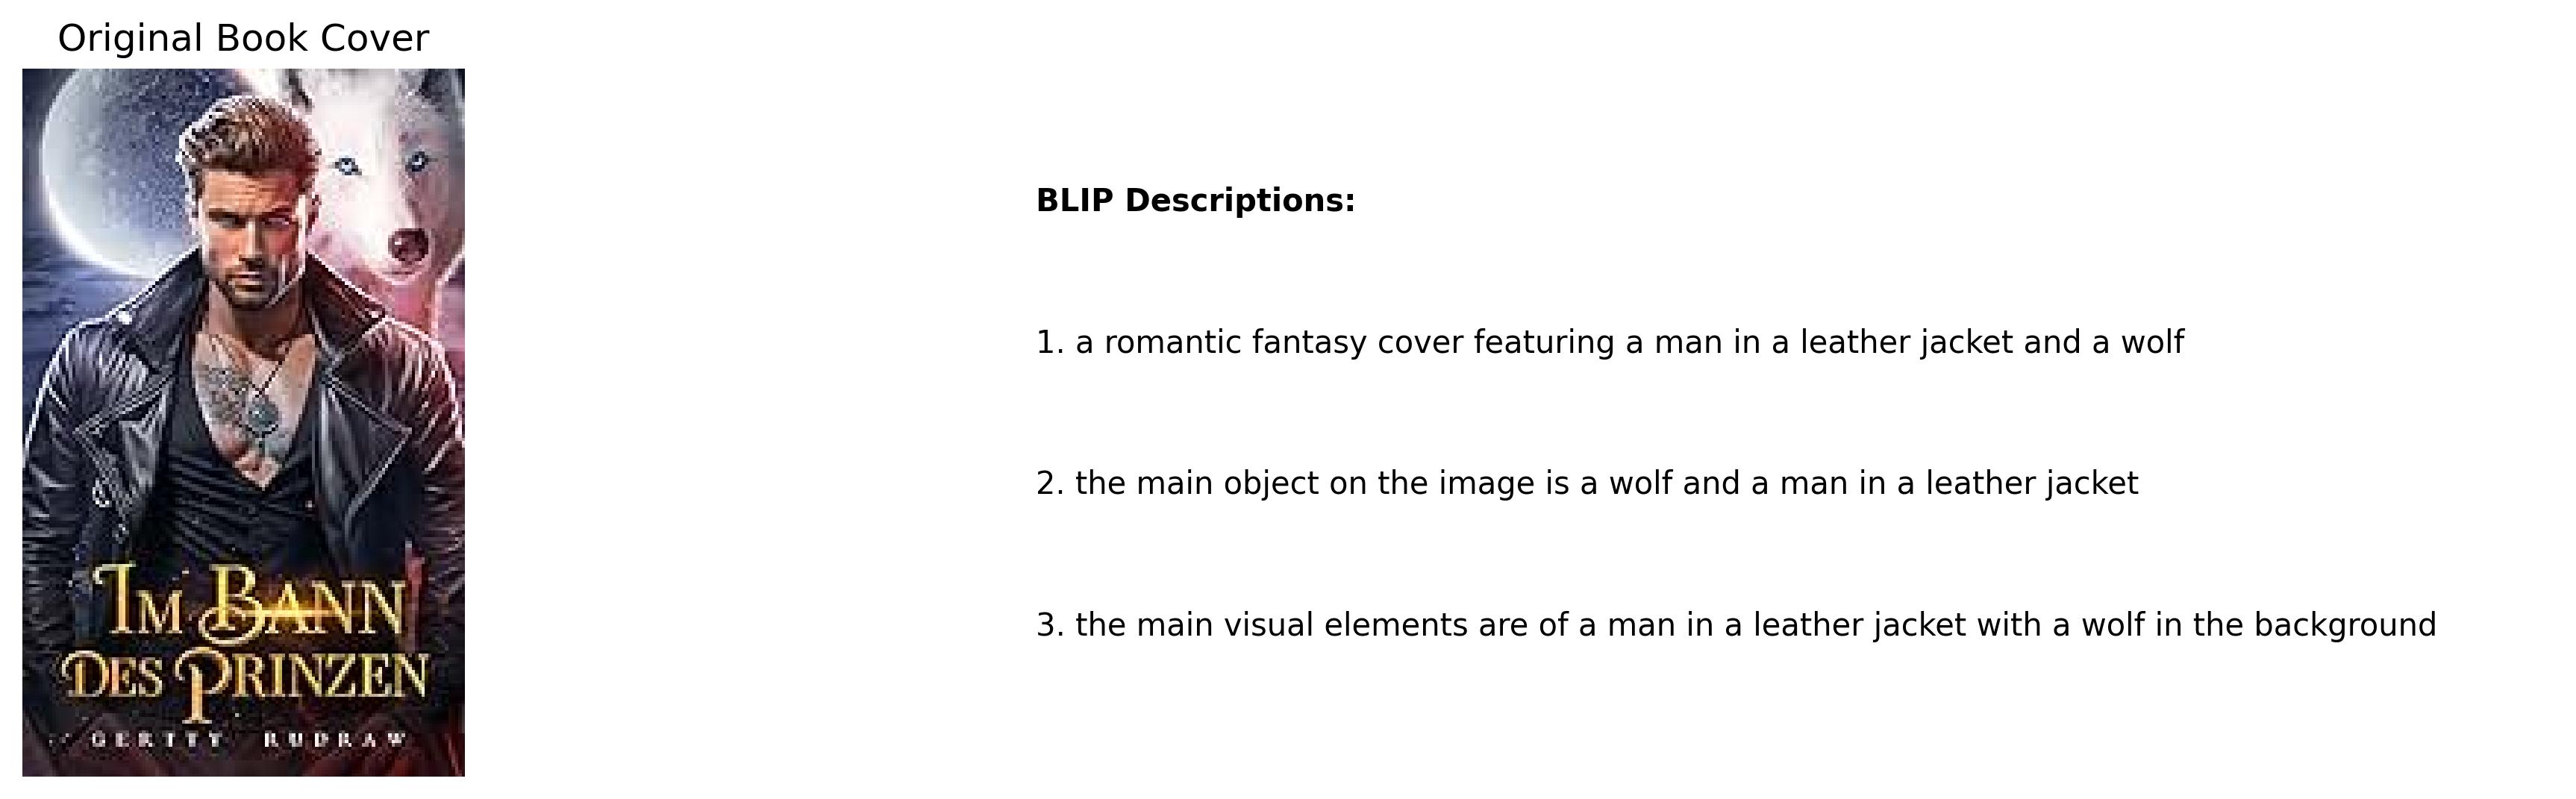 Original Book Cover
IM BANN
DES PRINZEN
GERTTY RUDRAW
BLIP Descriptions:
1. a romantic fantasy cover featuring a man in a leather jacket and a wolf
2. the main object on the image is a wolf and a man in a leather jacket
3. the main visual elements are of a man in a leather jacket with a wolf in the background